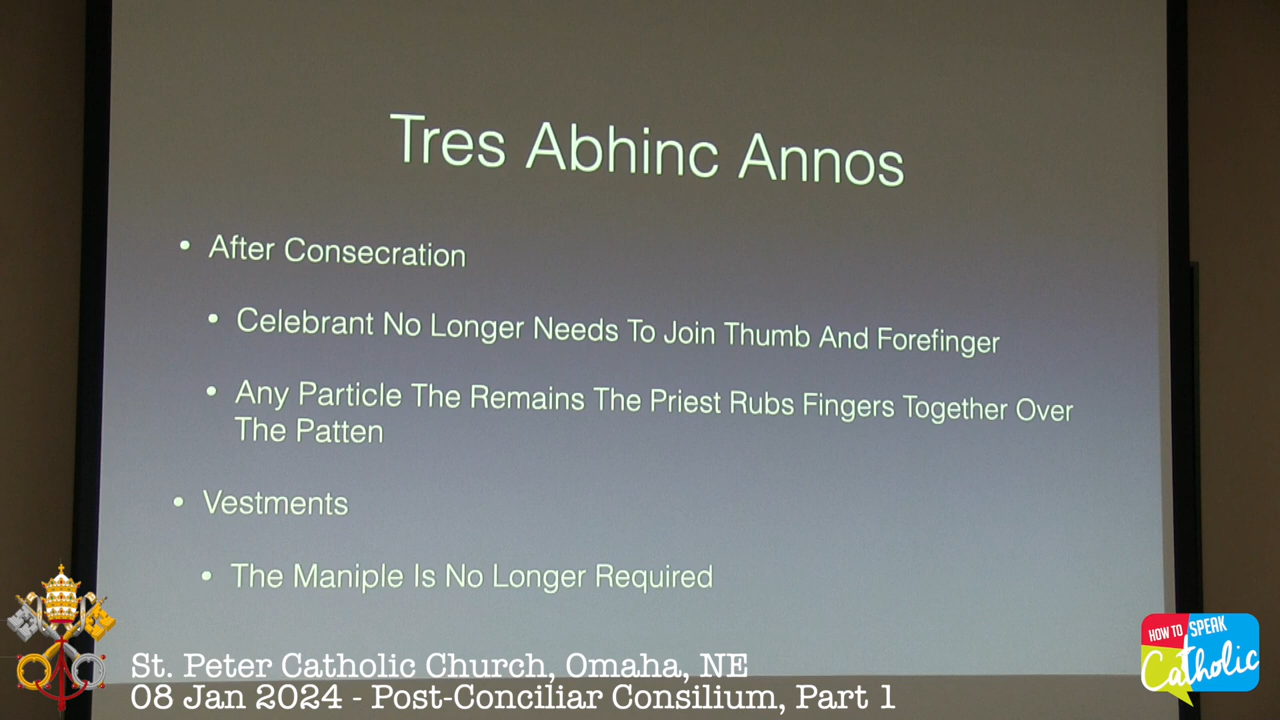 Tres Abhinc Annos
• After Consecration
• Celebrant No Longer Needs To Join Thumb And Forefinger
• Any Particle The Remains The Priest Rubs Fingers Together Over
The Patten
• Vestments
• The Maniple Is No Longer Required
St. Peter Catholic Church, Omaha, NE
08 Jan 2024 - Post-Conciliar Consilium, Part 1
HOW TO SPEAK
Catholic